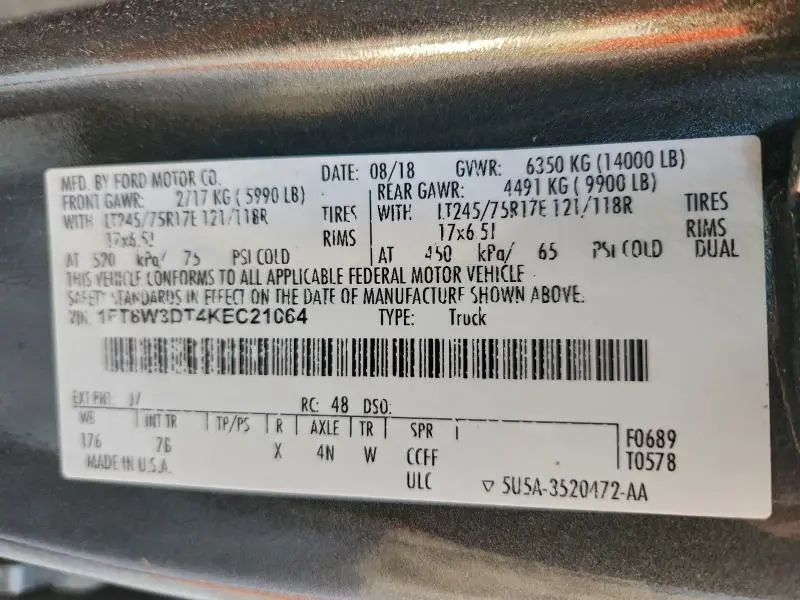 MFD. BY FORD MOTOR CO. DATE: 08/18 GVWR: 6350 KG (14000 LB)
FRONT GAWR: 2717 KG ( 5990 LB) REAR GAWR: 4491 KG ( 9900 LB)
WITH LT245/75R17E 121/118R TIRES WITH LT245/75R17E 121/118R TIRES
17x6.5J RIMS 17x6.5J RIMS
AT 520 kPa/ 75 PSI COLD AT 450 kPa/ 65 PSI COLD DUAL
THIS VEHICLE CONFORMS TO ALL APPLICABLE FEDERAL MOTOR VEHICLE
SAFETY STANDARDS IN EFFECT ON THE DATE OF MANUFACTURE SHOWN ABOVE.
VIN: 1FT8W3DT4KEC21064 TYPE: Truck
EXT PNT: RC: 48 DSO:
WB INT TR TP/PS R AXLE TR SPR
176 X 4N W CCFF F0689
MADE IN U.S.A. ULC T0578
▽ 5U5A-3520472-AA